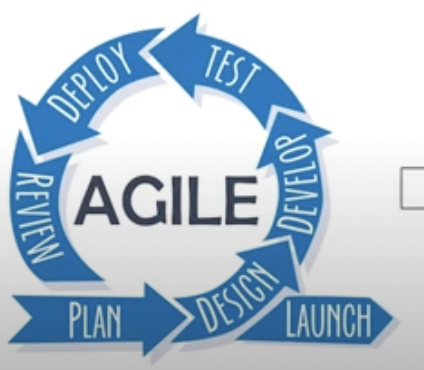 DEPLOY
TEST
REVIEW
AGILE
DEVELOP
DESIGN
PLAN
LAUNCH